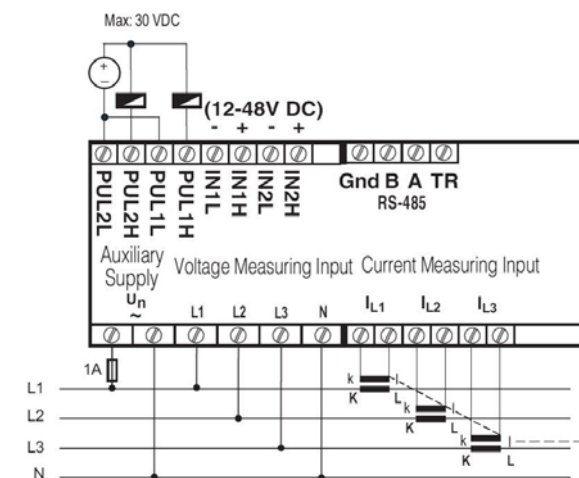 Max: 30 VDC
+
–
(12-48V DC)
- + - +
PUL2L PUL2H PUL1L PUL1H IN1L IN1H IN2L IN2H
Gnd B A TR
RS-485
Auxiliary Supply
Voltage Measuring Input
Current Measuring Input
Un
~
L1 L2 L3 N
IL1 IL2 IL3
1A
L1
k l
K L
L2
k l
K L
L3
k l
K L
N